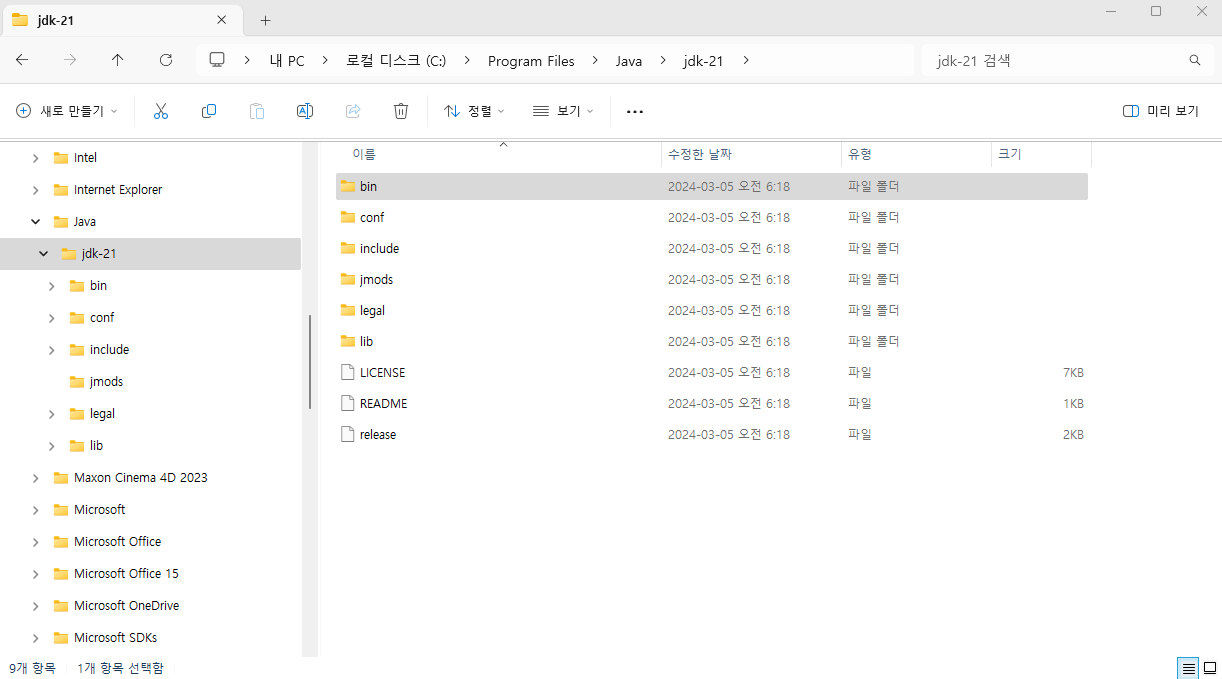 jdk-21
내 PC 로컬 디스크 (C:) Program Files Java jdk-21 jdk-21 검색
새로 만들기 정렬 보기 미리 보기
Intel
Internet Explorer
Java
jdk-21
bin
conf
include
jmods
legal
lib
Maxon Cinema 4D 2023
Microsoft
Microsoft Office
Microsoft Office 15
Microsoft OneDrive
Microsoft SDKs
이름 수정한 날짜 유형 크기
bin 2024-03-05 오전 6:18 파일 폴더
conf 2024-03-05 오전 6:18 파일 폴더
include 2024-03-05 오전 6:18 파일 폴더
jmods 2024-03-05 오전 6:18 파일 폴더
legal 2024-03-05 오전 6:18 파일 폴더
lib 2024-03-05 오전 6:18 파일 폴더
LICENSE 2024-03-05 오전 6:18 파일 7KB
README 2024-03-05 오전 6:18 파일 1KB
release 2024-03-05 오전 6:18 파일 2KB
9개 항목 1개 항목 선택함